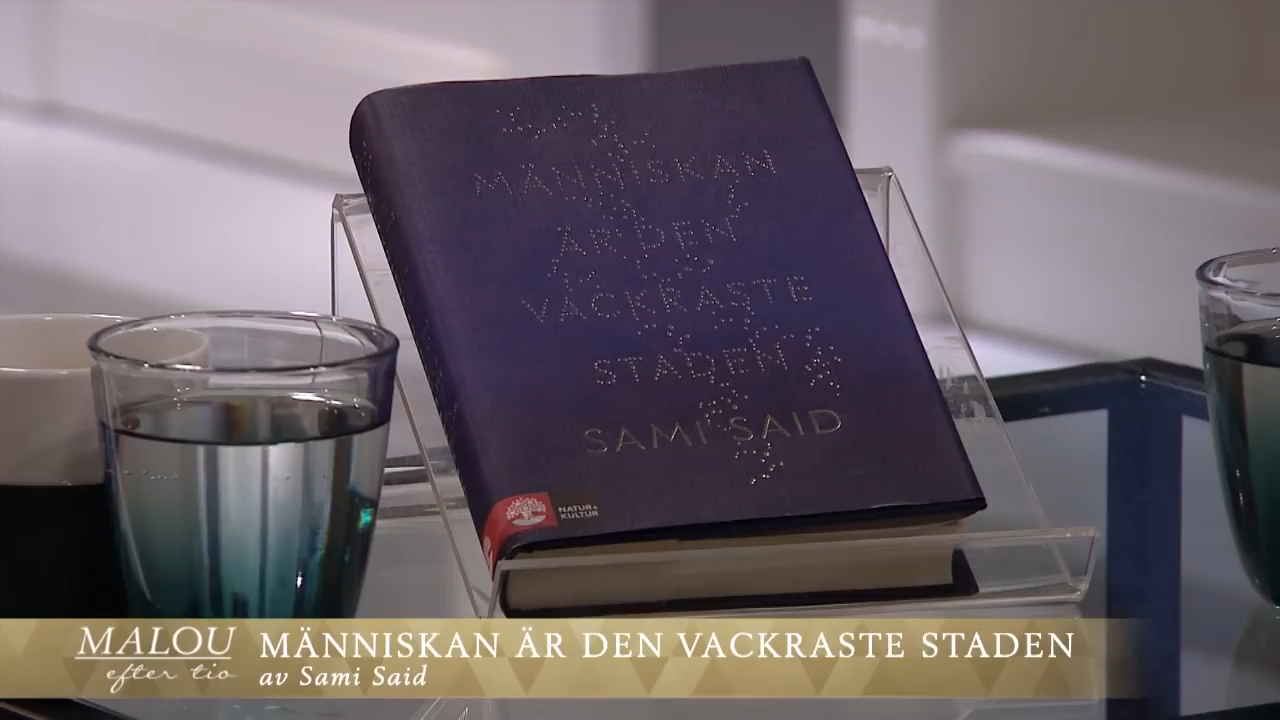 MÄNNISKAN
ÄR DEN
VACKRASTE
STADEN
SAMI SAID
NATUR &
KULTUR
MALOU
efter tio
MÄNNISKAN ÄR DEN VACKRASTE STADEN
av Sami Said